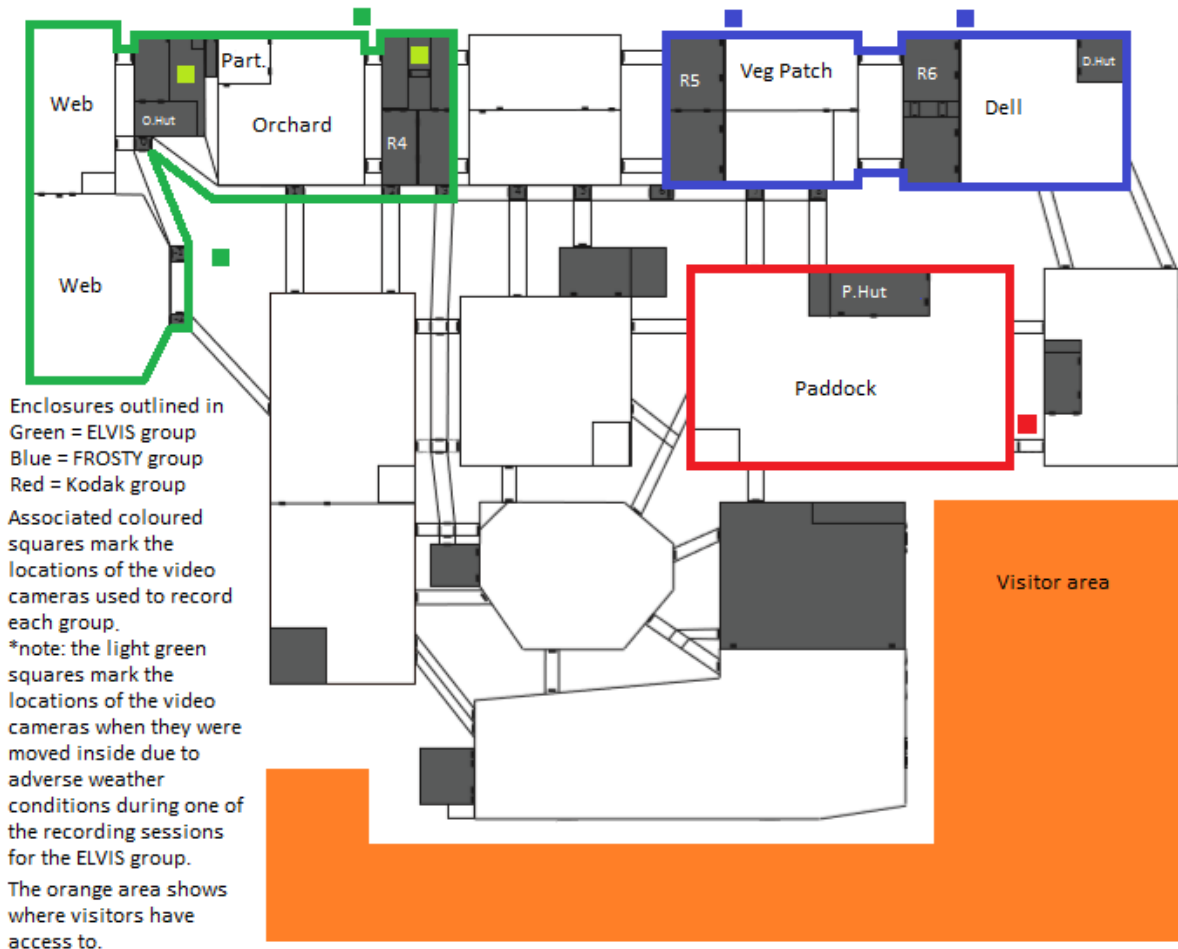 Web
O.Hut
Part.
Orchard
R4
R5
Veg Patch
R6
D.Hut
Dell
Web
P.Hut
Paddock
Enclosures outlined in
Green = ELVIS group
Blue = FROSTY group
Red = Kodak group
Associated coloured
squares mark the
locations of the video
cameras used to record
each group.
*note: the light green
squares mark the
locations of the video
cameras when they were
moved inside due to
adverse weather
conditions during one of
the recording sessions
for the ELVIS group.
The orange area shows
where visitors have
access to.
Visitor area